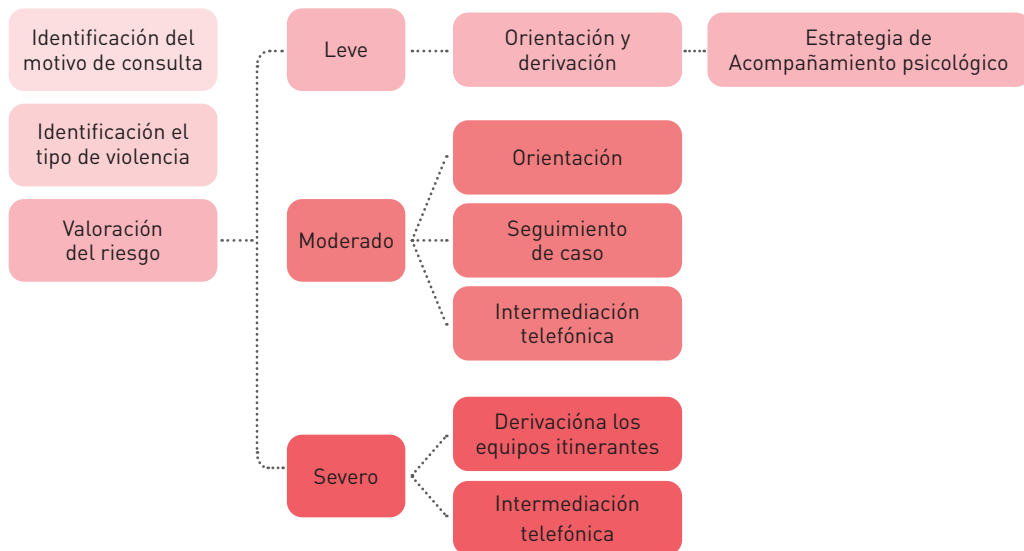 Identificación del
motivo de consulta
Identificación el
tipo de violencia
Valoración
del riesgo
Leve
Orientación y
derivación
Estrategia de
Acompañamiento psicológico
Moderado
Orientación
Seguimiento
de caso
Intermediación
telefónica
Severo
Derivacióna los
equipos itinerantes
Intermediación
telefónica